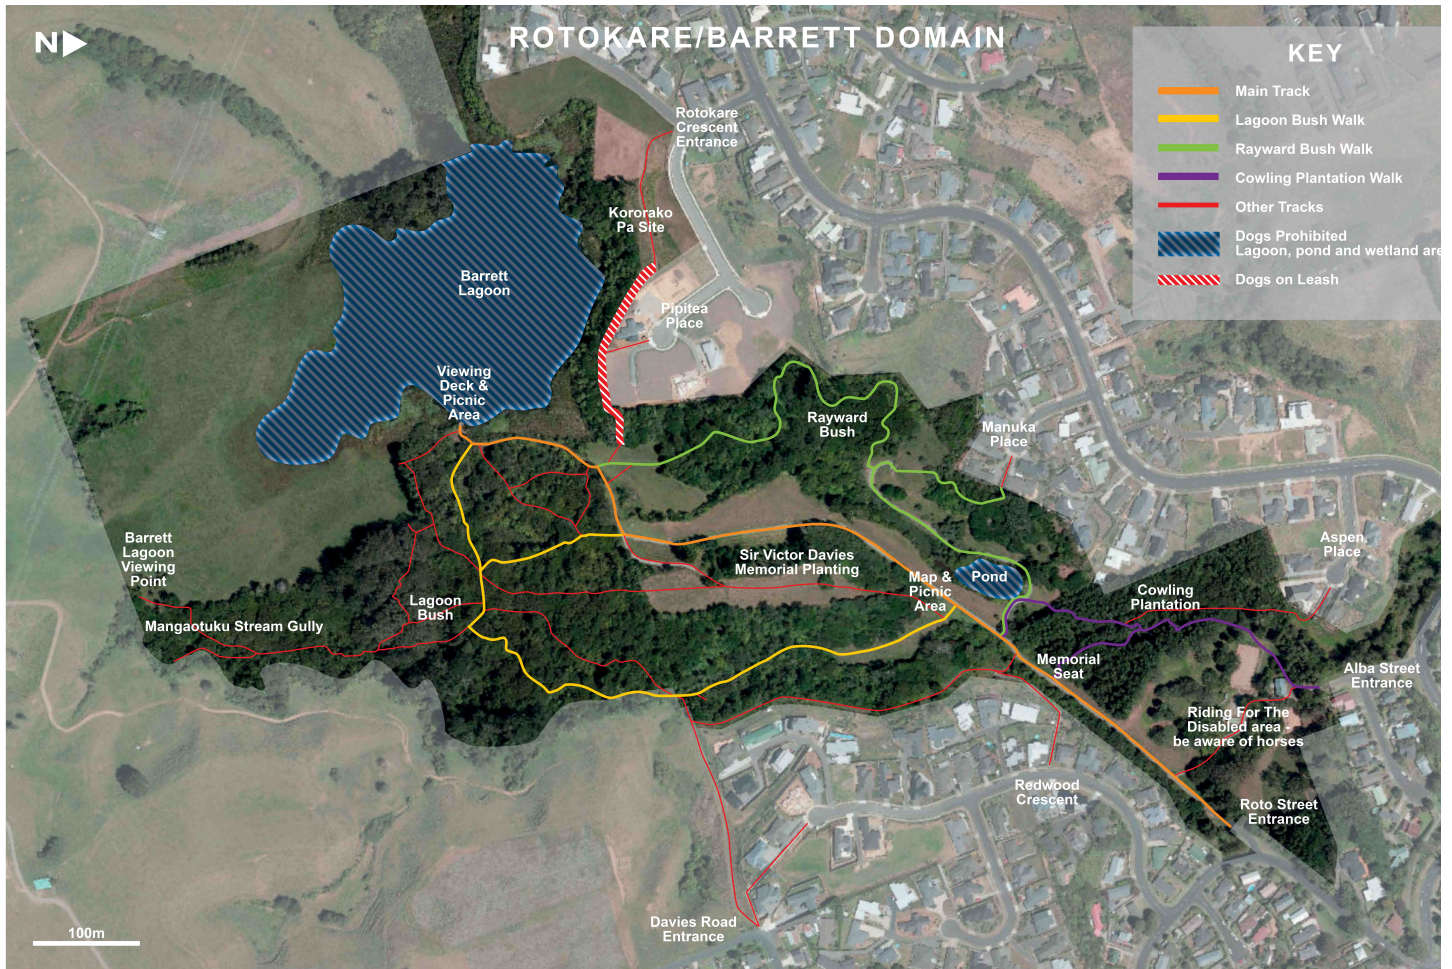 N
ROTOKARE/BARRETT DOMAIN
KEY
Main Track
Lagoon Bush Walk
Rayward Bush Walk
Cowling Plantation Walk
Other Tracks
Dogs Prohibited
Lagoon, pond and wetland are
Dogs on Leash
Rotokare
Crescent
Entrance
Kororako
Pa Site
Barrett
Lagoon
Pipitea
Place
Viewing
Deck &
Picnic
Area
Rayward
Bush
Manuka
Place
Barrett
Lagoon
Viewing
Point
Sir Victor Davies
Memorial Planting
Map &
Picnic
Area
Pond
Aspen
Place
Cowling
Plantation
Lagoon
Bush
Mangaotuku Stream Gully
Memorial
Seat
Alba Street
Entrance
Riding For The
Disabled area -
be aware of horses
Redwood
Crescent
Roto Street
Entrance
Davies Road
Entrance
100m